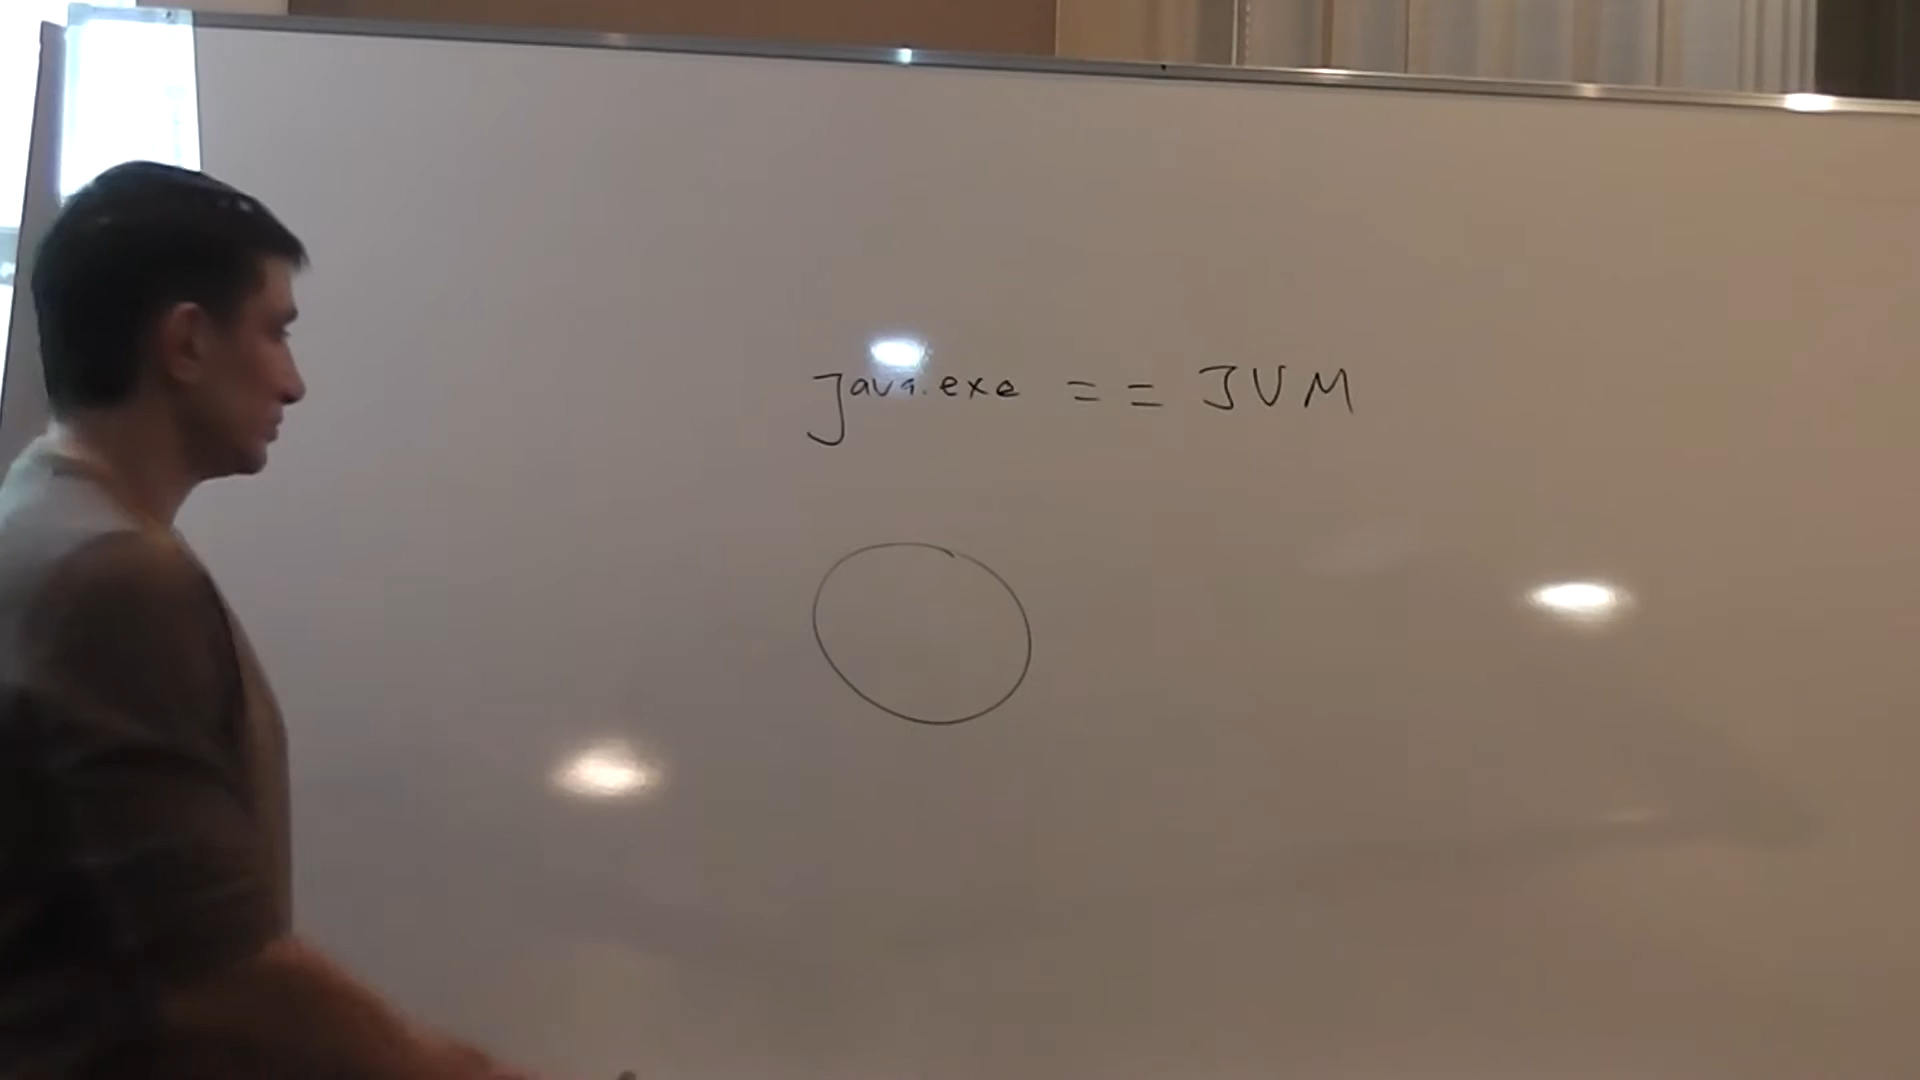 java.exe = = JVM